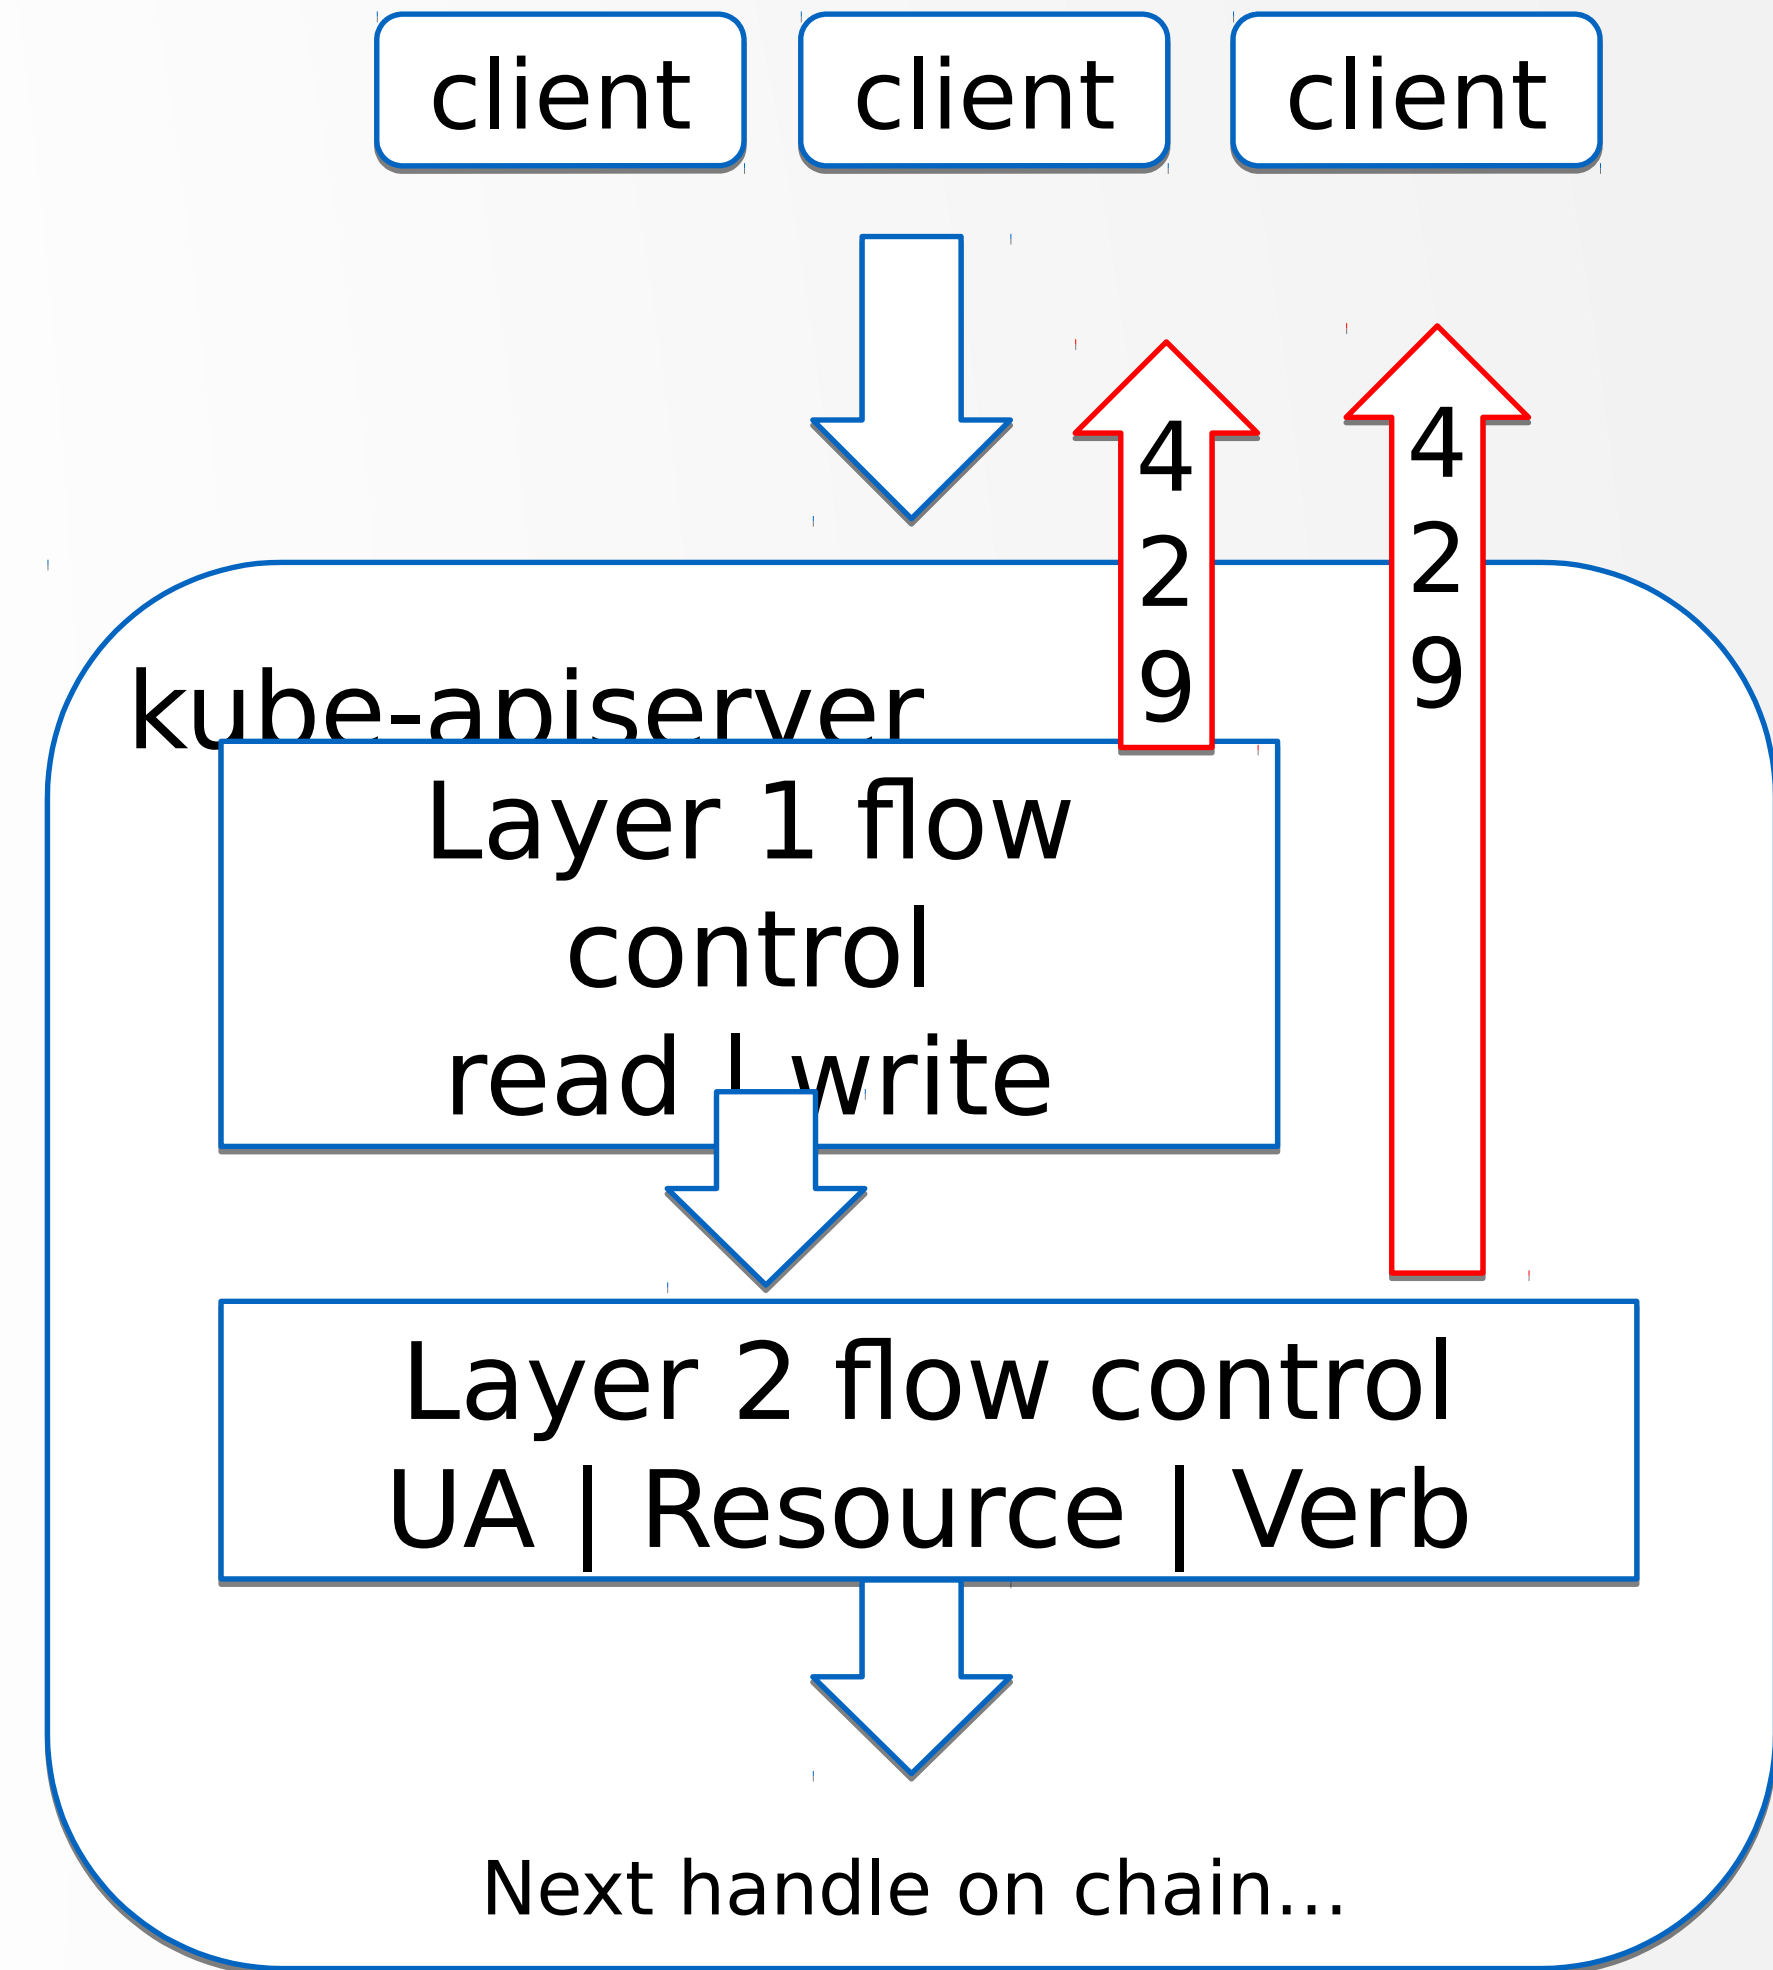 client client client
4
2
9
4
2
9
kube-apiserver
Layer 1 flow
control
read | write
Layer 2 flow control
UA | Resource | Verb
Next handle on chain...